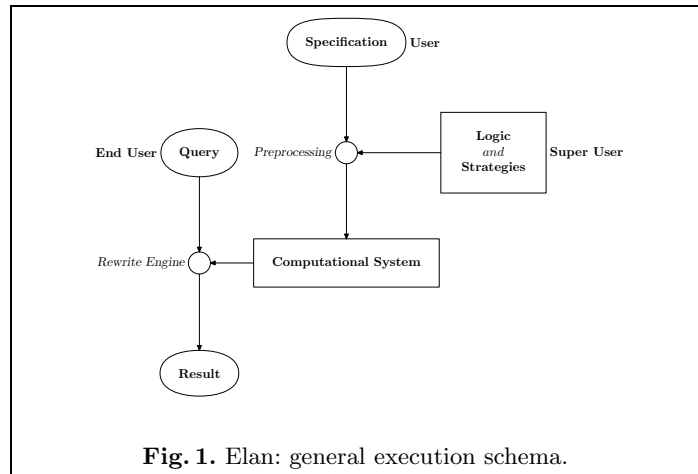 Specification User
Logic
and
Strategies
Super User
Preprocessing
End User Query
Rewrite Engine
Computational System
Result
Fig. 1. Elan: general execution schema.